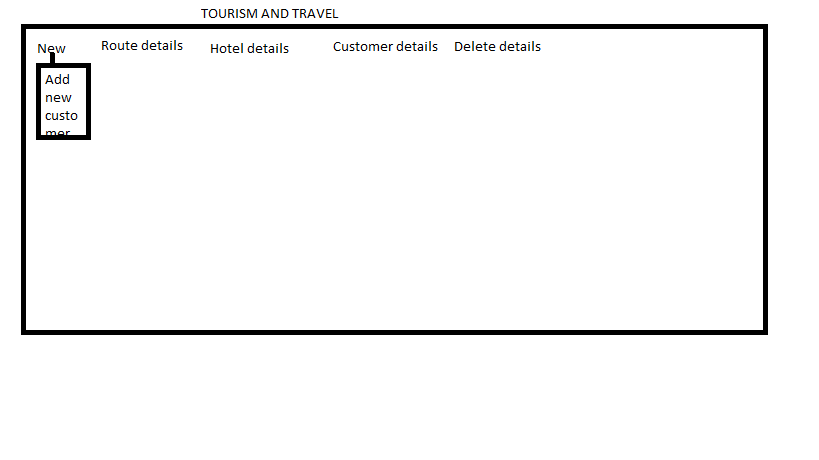 TOURISM AND TRAVEL
New Route details Hotel details Customer details Delete details
Add
new
custo
mer